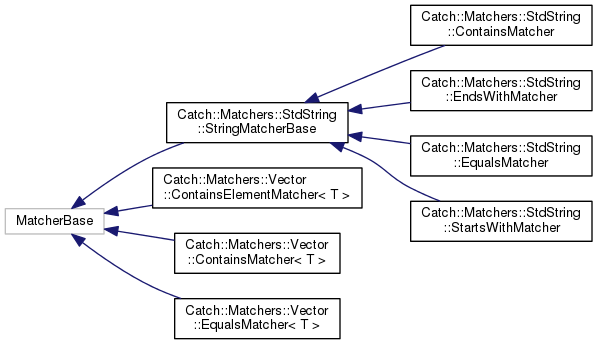 Catch::Matchers::StdString
::ContainsMatcher
Catch::Matchers::StdString
::EndsWithMatcher
Catch::Matchers::StdString
::StringMatcherBase
Catch::Matchers::StdString
::EqualsMatcher
Catch::Matchers::Vector
::ContainsElementMatcher< T >
MatcherBase
Catch::Matchers::StdString
::StartsWithMatcher
Catch::Matchers::Vector
::ContainsMatcher< T >
Catch::Matchers::Vector
::EqualsMatcher< T >